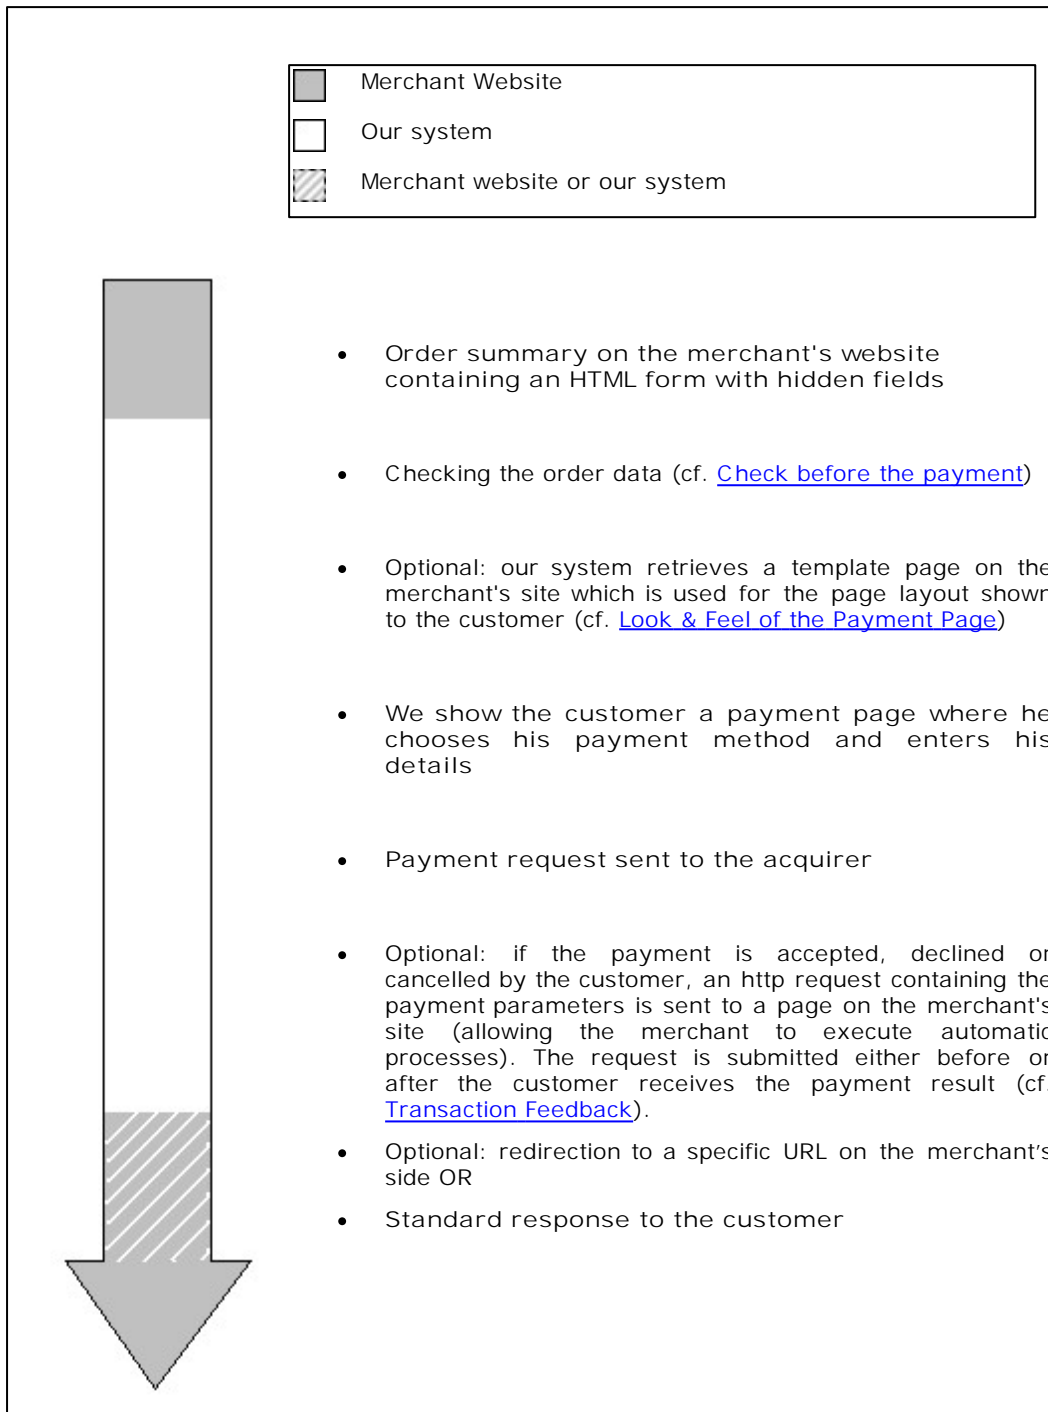 Merchant Website
Our system
Merchant website or our system
• Order summary on the merchant's website
containing an HTML form with hidden fields
• Checking the order data (cf. Check before the payment)
• Optional: our system retrieves a template page on the
merchant's site which is used for the page layout shown
to the customer (cf. Look & Feel of the Payment Page)
• We show the customer a payment page where he
chooses his payment method and enters his
details
• Payment request sent to the acquirer
• Optional: if the payment is accepted, declined or
cancelled by the customer, an http request containing the
payment parameters is sent to a page on the merchant's
site (allowing the merchant to execute automatic
processes). The request is submitted either before or
after the customer receives the payment result (cf.
Transaction Feedback).
• Optional: redirection to a specific URL on the merchant’s
side OR
• Standard response to the customer